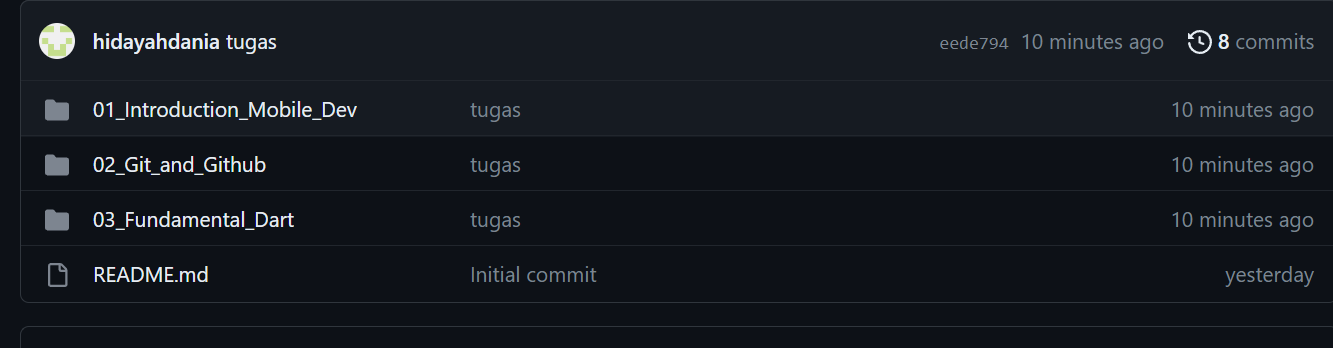 hidayahdania tugas eede794 10 minutes ago 8 commits
01_Introduction_Mobile_Dev tugas 10 minutes ago
02_Git_and_Github tugas 10 minutes ago
03_Fundamental_Dart tugas 10 minutes ago
README.md Initial commit yesterday